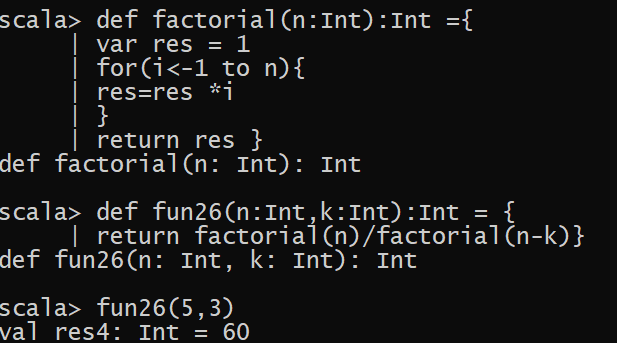 scala> def factorial(n:Int):Int ={
| var res = 1
| for(i<-1 to n){
| res=res *i
| }
| return res }
def factorial(n: Int): Int
scala> def fun26(n:Int,k:Int):Int = {
| return factorial(n)/factorial(n-k)}
def fun26(n: Int, k: Int): Int
scala> fun26(5,3)
val res4: Int = 60